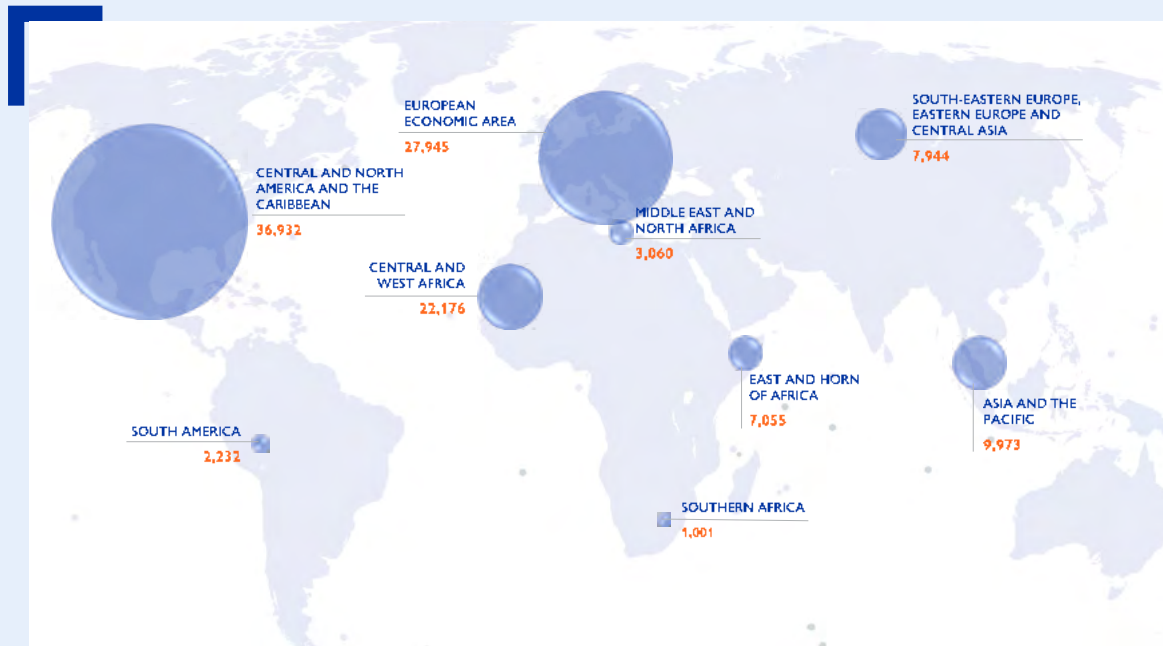 EUROPEAN
ECONOMIC AREA
27,945
SOUTH-EASTERN EUROPE,
EASTERN EUROPE AND
CENTRAL ASIA
7,944
CENTRAL AND NORTH
AMERICA AND THE
CARIBBEAN
36,932
MIDDLE EAST AND
NORTH AFRICA
3,060
CENTRAL AND
WEST AFRICA
22,176
EAST AND HORN
OF AFRICA
7,055
ASIA AND THE
PACIFIC
9,973
SOUTH AMERICA
2,232
SOUTHERN AFRICA
1,001